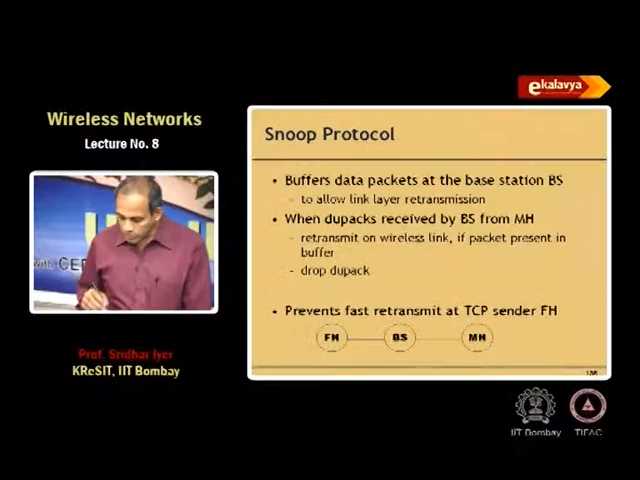 ekalavya
Wireless Networks
Lecture No. 8
Snoop Protocol
• Buffers data packets at the base station BS
– to allow link layer retransmission
• When dupacks received by BS from MH
– retransmit on wireless link, if packet present in
buffer
– drop dupack
• Prevents fast retransmit at TCP sender FH
FH BS MH
Prof. Sridhar Iyer
KReSIT, IIT Bombay
IIT Bombay
TIFAC